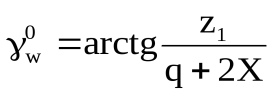 γ⁰_w = arctg z₁ / (q + 2X)